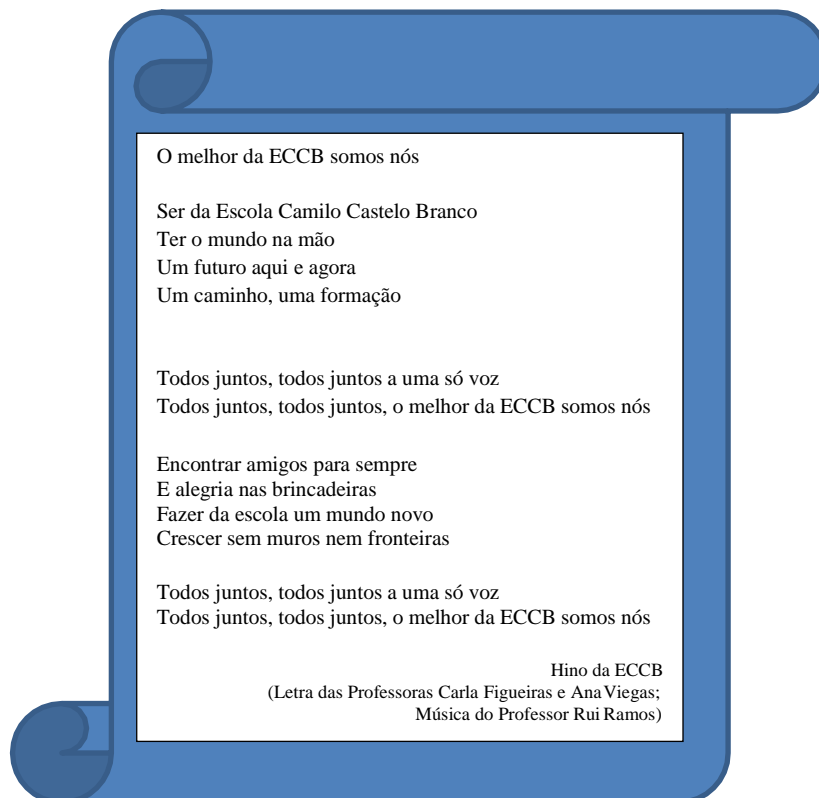 O melhor da ECCB somos nós
Ser da Escola Camilo Castelo Branco
Ter o mundo na mão
Um futuro aqui e agora
Um caminho, uma formação
Todos juntos, todos juntos a uma só voz
Todos juntos, todos juntos, o melhor da ECCB somos nós
Encontrar amigos para sempre
E alegria nas brincadeiras
Fazer da escola um mundo novo
Crescer sem muros nem fronteiras
Todos juntos, todos juntos a uma só voz
Todos juntos, todos juntos, o melhor da ECCB somos nós
Hino da ECCB
(Letra das Professoras Carla Figueiras e Ana Viegas;
Música do Professor Rui Ramos)